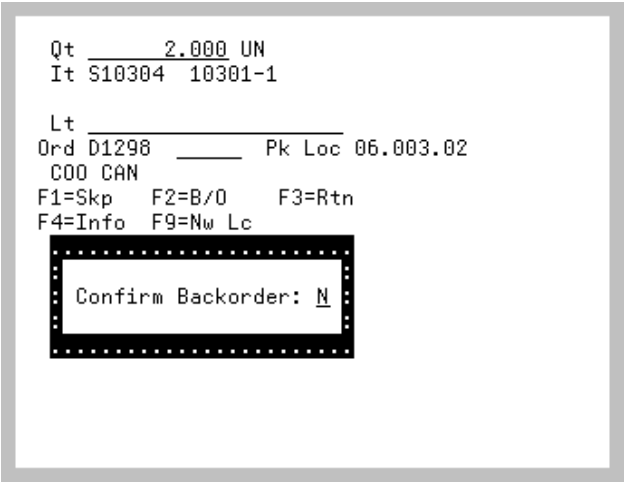 Qt 2.000 UN
It S10304 10301-1
Lt
Ord D1298 Pk Loc 06.003.02
COO CAN
F1=Skp F2=B/O F3=Rtn
F4=Info F9=Nw Lc
Confirm Backorder: N